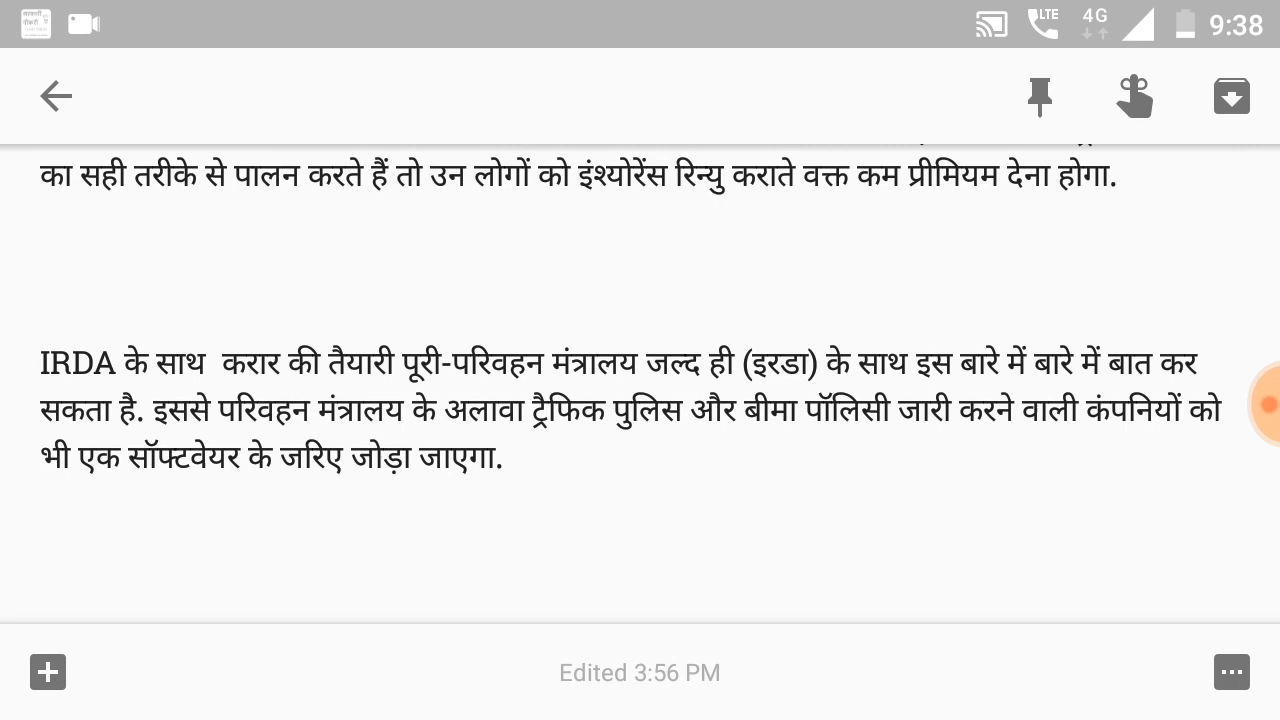 LTE 4G 9:38
का सही तरीके से पालन करते हैं तो उन लोगों को इंश्योरेंस रिन्यु कराते वक्त कम प्रीमियम देना होगा.
IRDA के साथ  करार की तैयारी पूरी-परिवहन मंत्रालय जल्द ही (इरडा) के साथ इस बारे में बारे में बात कर
सकता है. इससे परिवहन मंत्रालय के अलावा ट्रैफिक पुलिस और बीमा पॉलिसी जारी करने वाली कंपनियों को
भी एक सॉफ्टवेयर के जरिए जोड़ा जाएगा.
Edited 3:56 PM